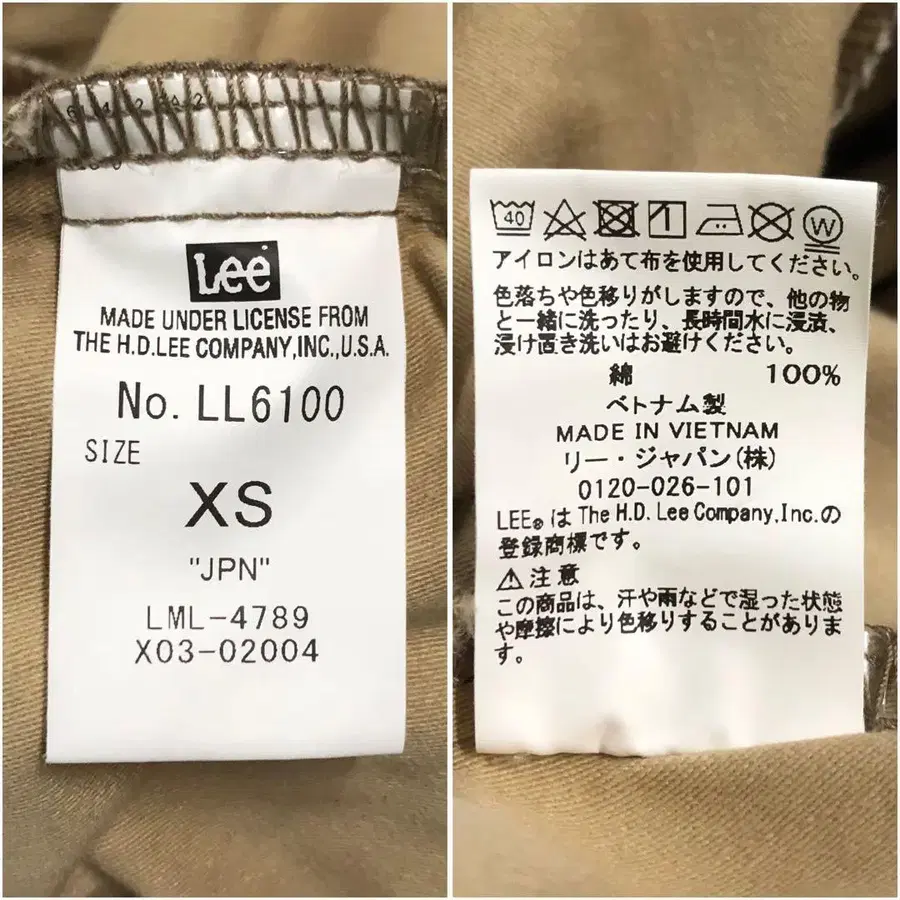 Lee
MADE UNDER LICENSE FROM
THE H.D.LEE COMPANY,INC.,U.S.A.
No. LL6100
SIZE
XS
"JPN"
LML-4789
X03-02004
40
W
アイロンはあて布を使用してください。
色落ちや色移りがしますので、他の物
と一緒に洗ったり、長時間水に浸漬、
浸け置き洗いはお避けください。
綿 100%
ベトナム製
MADE IN VIETNAM
リー・ジャパン(株)
0120-026-101
LEE® は The H.D. Lee Company,Inc.の
登録商標です。
⚠注意
この商品は、汗や雨などで湿った状態
や摩擦により色移りすることがありま
す。